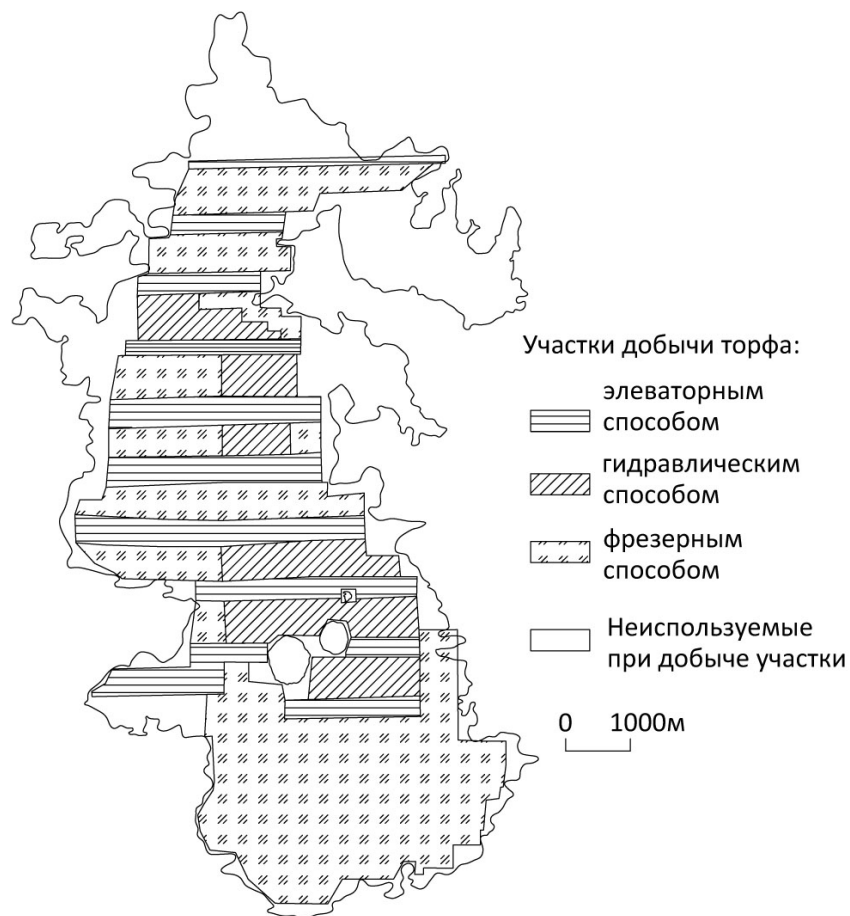 Участки добычи торфа:
элеваторным
способом
гидравлическим
способом
фрезерным
способом
Неиспользуемые
при добыче участки
0 1000м